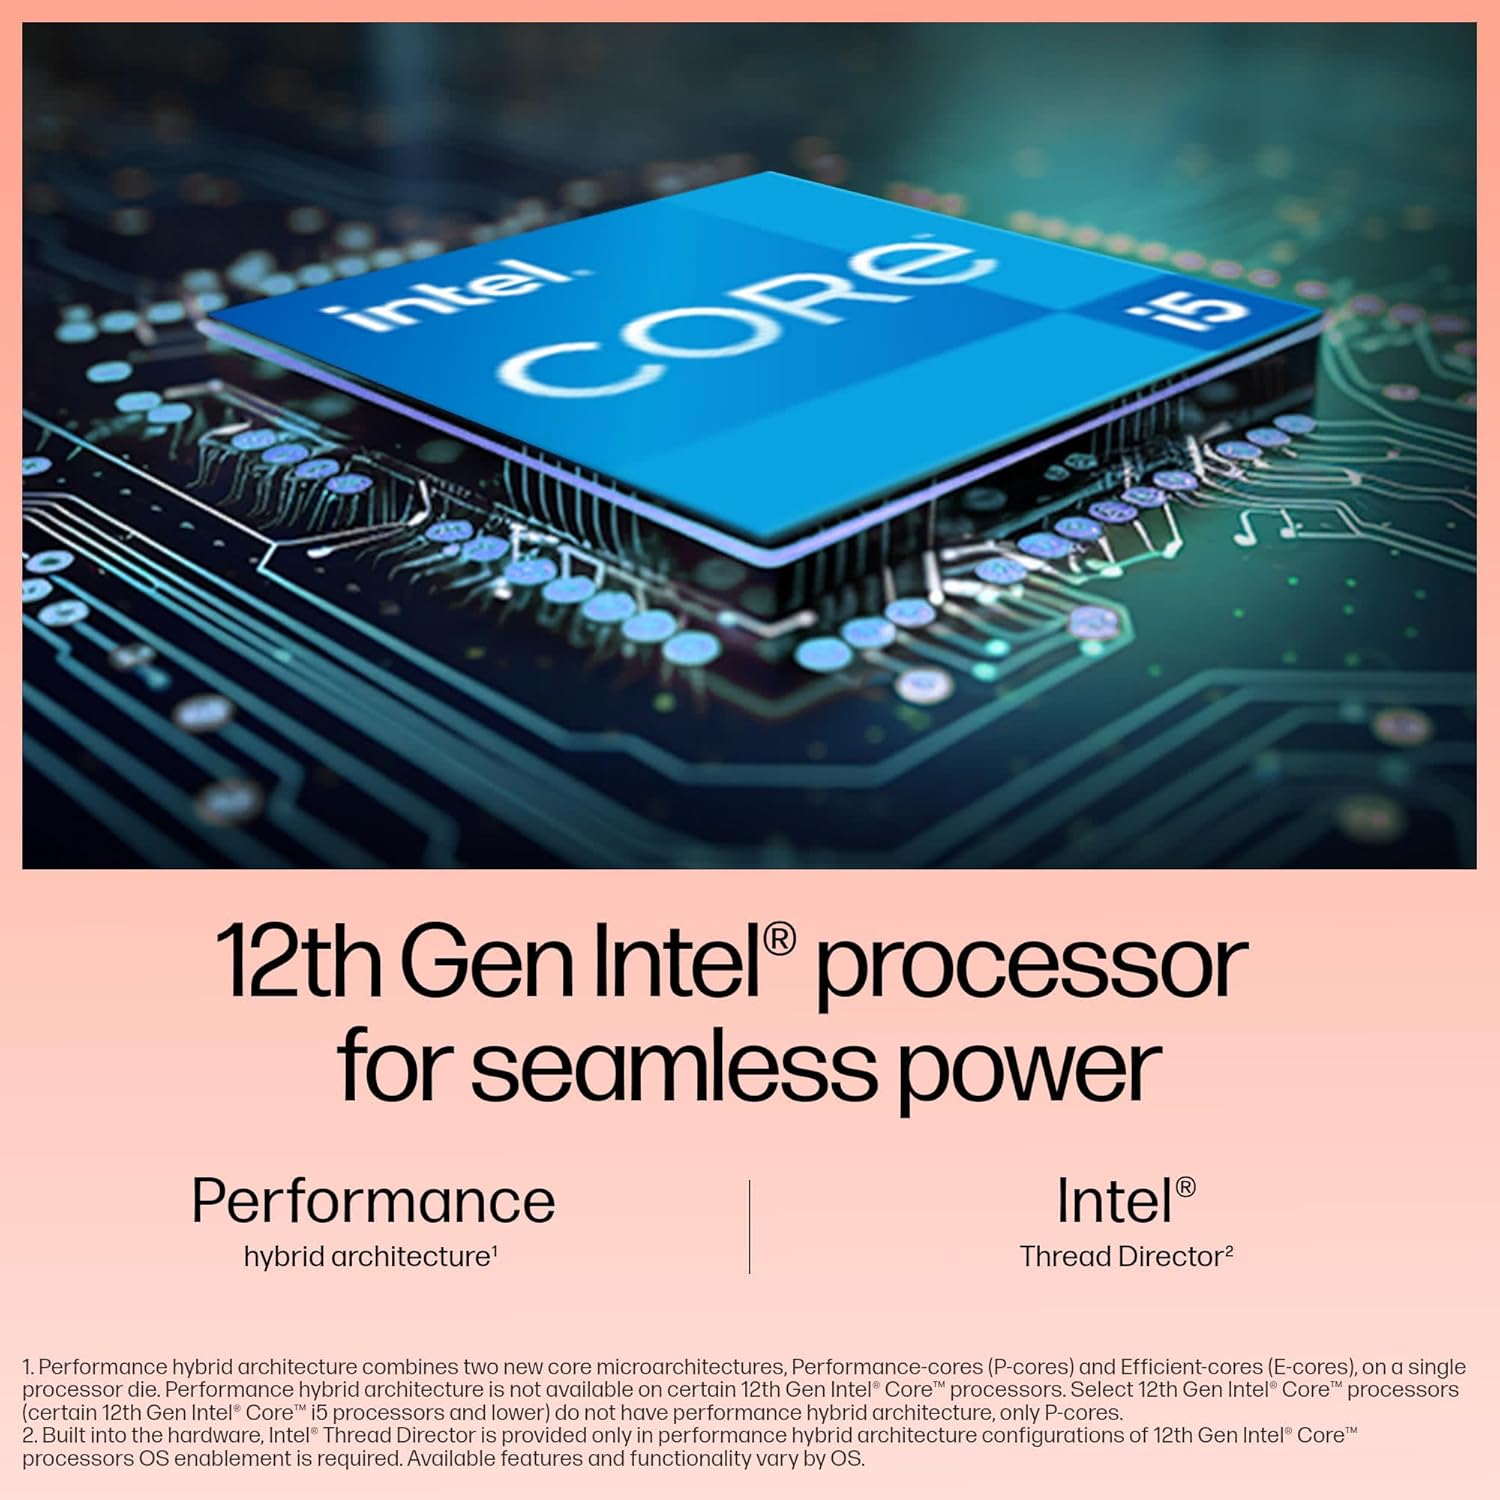 intel.
CORE
i5
12th Gen Intel® processor
for seamless power
Performance
hybrid architecture¹
Intel®
Thread Director²
1. Performance hybrid architecture combines two new core microarchitectures, Performance-cores (P-cores) and Efficient-cores (E-cores), on a single
processor die. Performance hybrid architecture is not available on certain 12th Gen Intel® Core™ processors. Select 12th Gen Intel® Core™ processors
(certain 12th Gen Intel® Core™ i5 processors and lower) do not have performance hybrid architecture, only P-cores.
2. Built into the hardware, Intel® Thread Director is provided only in performance hybrid architecture configurations of 12th Gen Intel® Core™
processors OS enablement is required. Available features and functionality vary by OS.